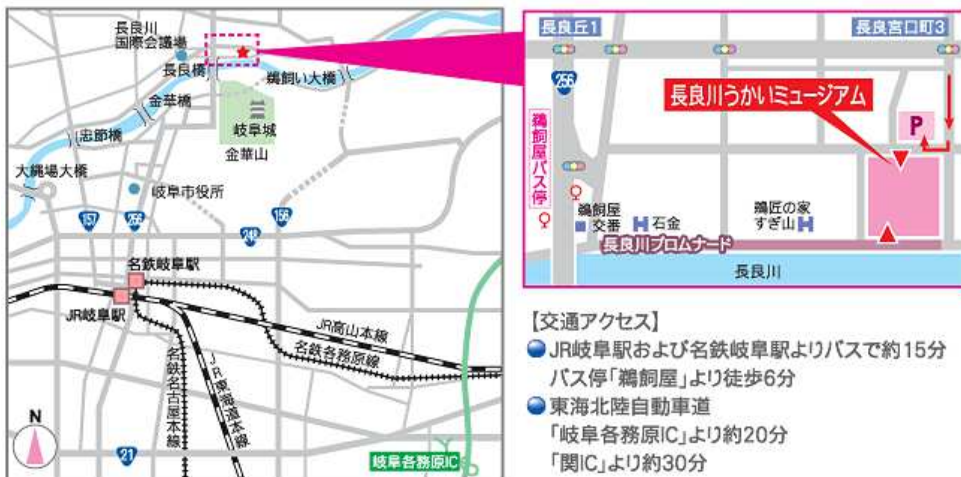 長良川
国際会議場
長良橋
鵜飼い大橋
金華橋
岐阜城
金華山
忠節橋
大縄場大橋
岐阜市役所
157
256
156
248
名鉄岐阜駅
JR岐阜駅
JR高山本線
名鉄各務原線
名鉄名古屋本線
JR東海道本線
N
21
岐阜各務原IC
長良丘1
長良宮口町3
256
長良川うかいミュージアム
P
鵜飼屋バス停
鵜飼屋
交番
石金
鵜匠の家
すぎ山
長良川プロムナード
長良川
【交通アクセス】
JR岐阜駅および名鉄岐阜駅よりバスで約15分
バス停「鵜飼屋」より徒歩6分
東海北陸自動車道
「岐阜各務原IC」より約20分
「関IC」より約30分